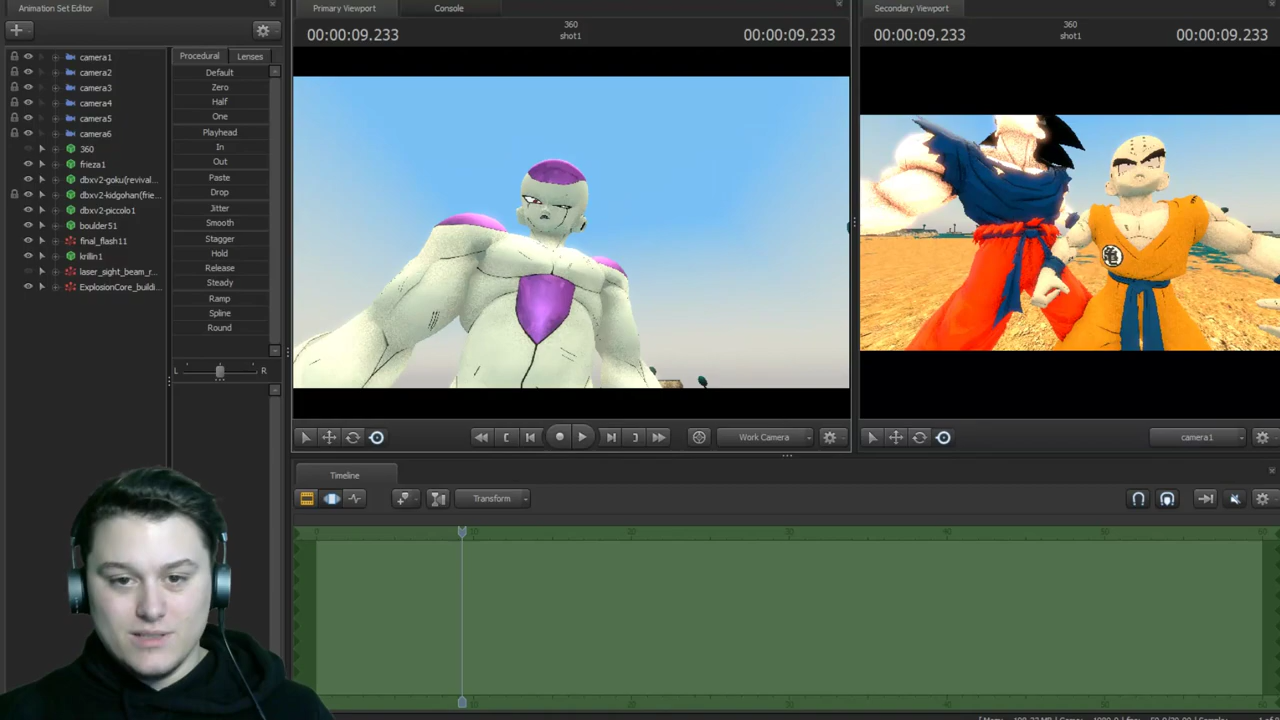 Animation Set Editor
Primary Viewport
Console
Secondary Viewport
00:00:09.233
360
shot1
00:00:09.233
00:00:09.233
360
shot1
00:00:09.233
camera1
camera2
camera3
camera4
camera5
camera6
360
frieza1
dbxv2-goku(revival...
dbxv2-kidgohan(frie...
dbxv2-piccolo1
boulder51
final_flash11
krillin1
laser_sight_beam_r...
ExplosionCore_buildi...
Procedural
Lenses
Default
Zero
Half
One
Playhead
In
Out
Paste
Drop
Jitter
Smooth
Stagger
Hold
Release
Steady
Ramp
Spline
Round
L
R
亀
Work Camera
camera1
Timeline
Transform